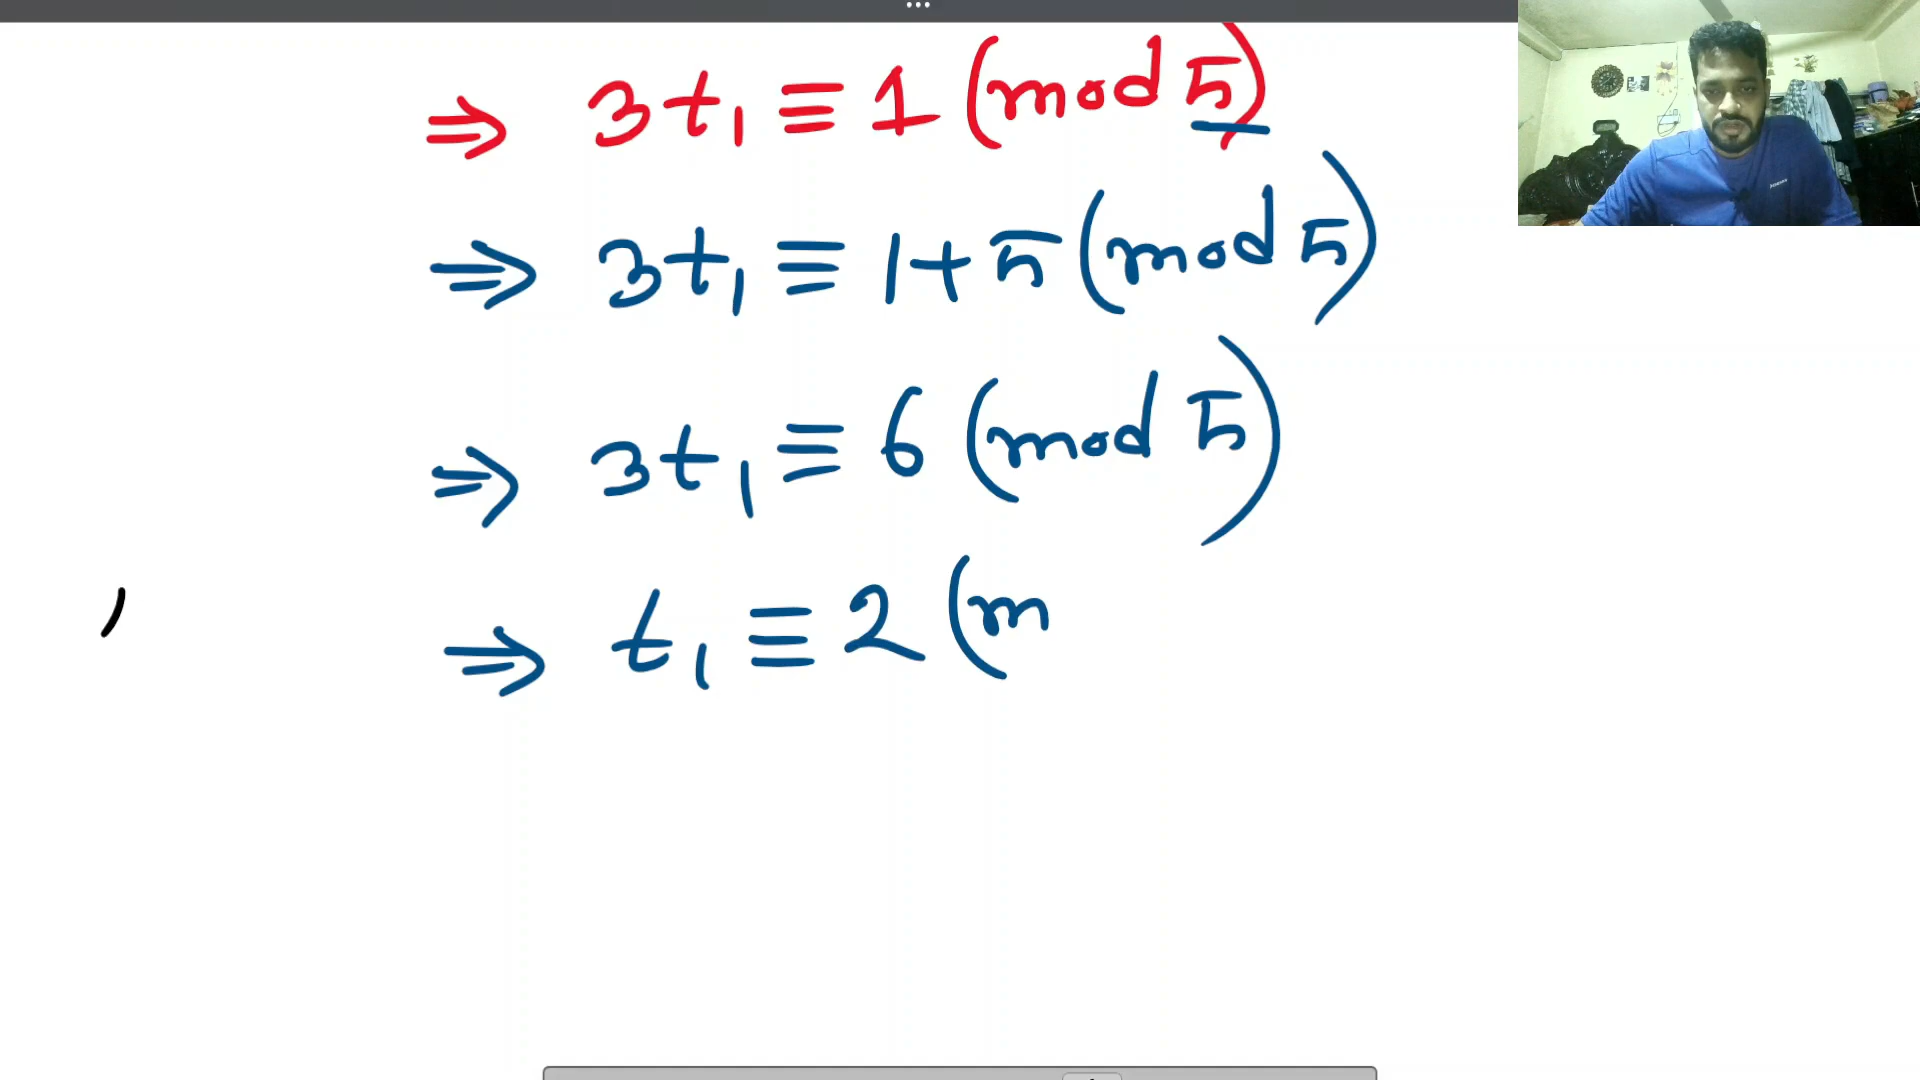 ⇒ 3t₁ ≡ 1 (mod 5)
⇒ 3t₁ ≡ 1+5 (mod 5)
⇒ 3t₁ ≡ 6 (mod 5)
⇒ t₁ ≡ 2 (m